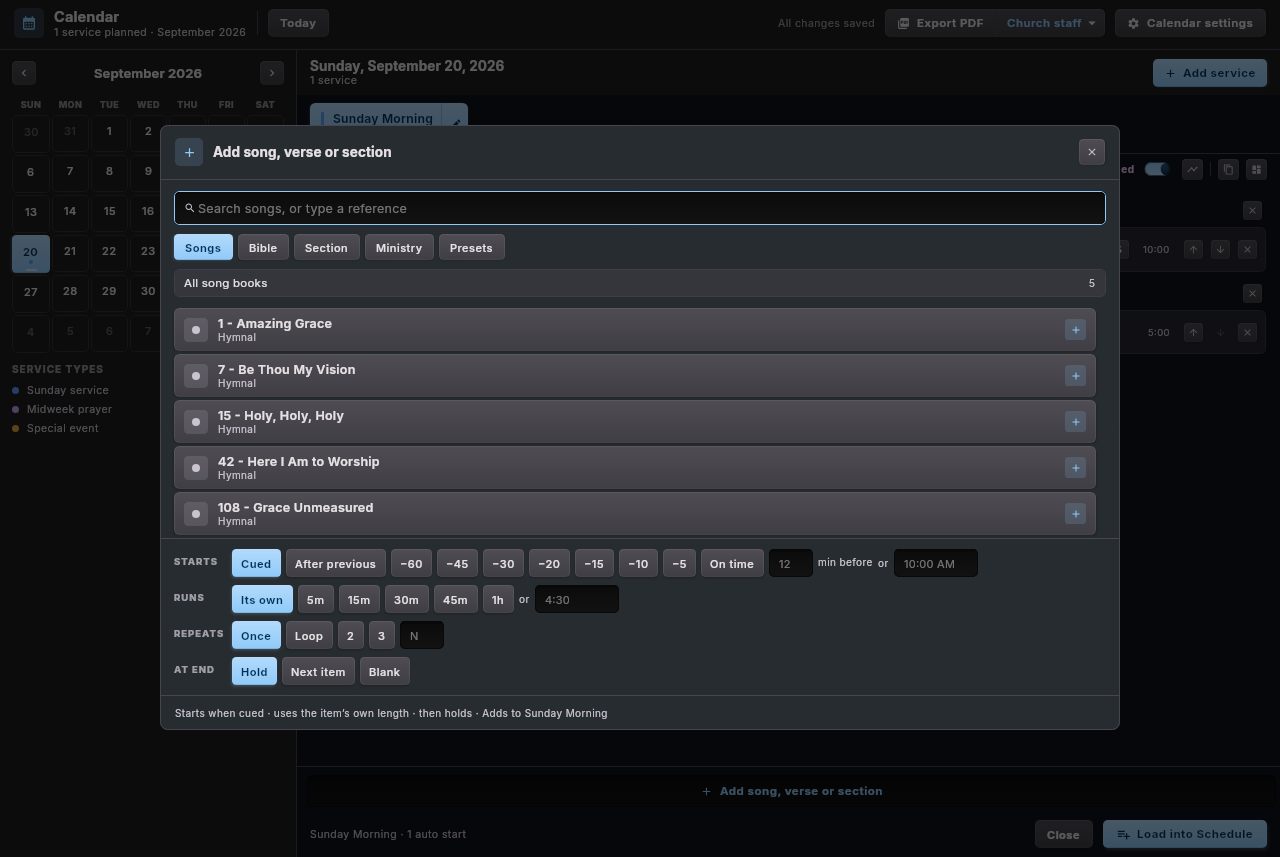 Calendar
1 service planned · September 2026
Today
All changes saved
Export PDF
Church staff
Calendar settings
September 2026
SUN MON TUE WED THU FRI SAT
30 31 1 2
6 7 8 9
13 14 15 16
20 21 22 23
27 28 29 30
4 5 6 7
SERVICE TYPES
Sunday service
Midweek prayer
Special event
Sunday, September 20, 2026
1 service
Add service
Sunday Morning
ed
10:00
5:00
Add song, verse or section
Search songs, or type a reference
Songs Bible Section Ministry Presets
All song books 5
1 - Amazing Grace
Hymnal
7 - Be Thou My Vision
Hymnal
15 - Holy, Holy, Holy
Hymnal
42 - Here I Am to Worship
Hymnal
108 - Grace Unmeasured
Hymnal
STARTS Cued After previous −60 −45 −30 −20 −15 −10 −5 On time 12 min before or 10:00 AM
RUNS Its own 5m 15m 30m 45m 1h or 4:30
REPEATS Once Loop 2 3 N
AT END Hold Next item Blank
Starts when cued · uses the item's own length · then holds · Adds to Sunday Morning
Add song, verse or section
Sunday Morning · 1 auto start
Close
Load into Schedule